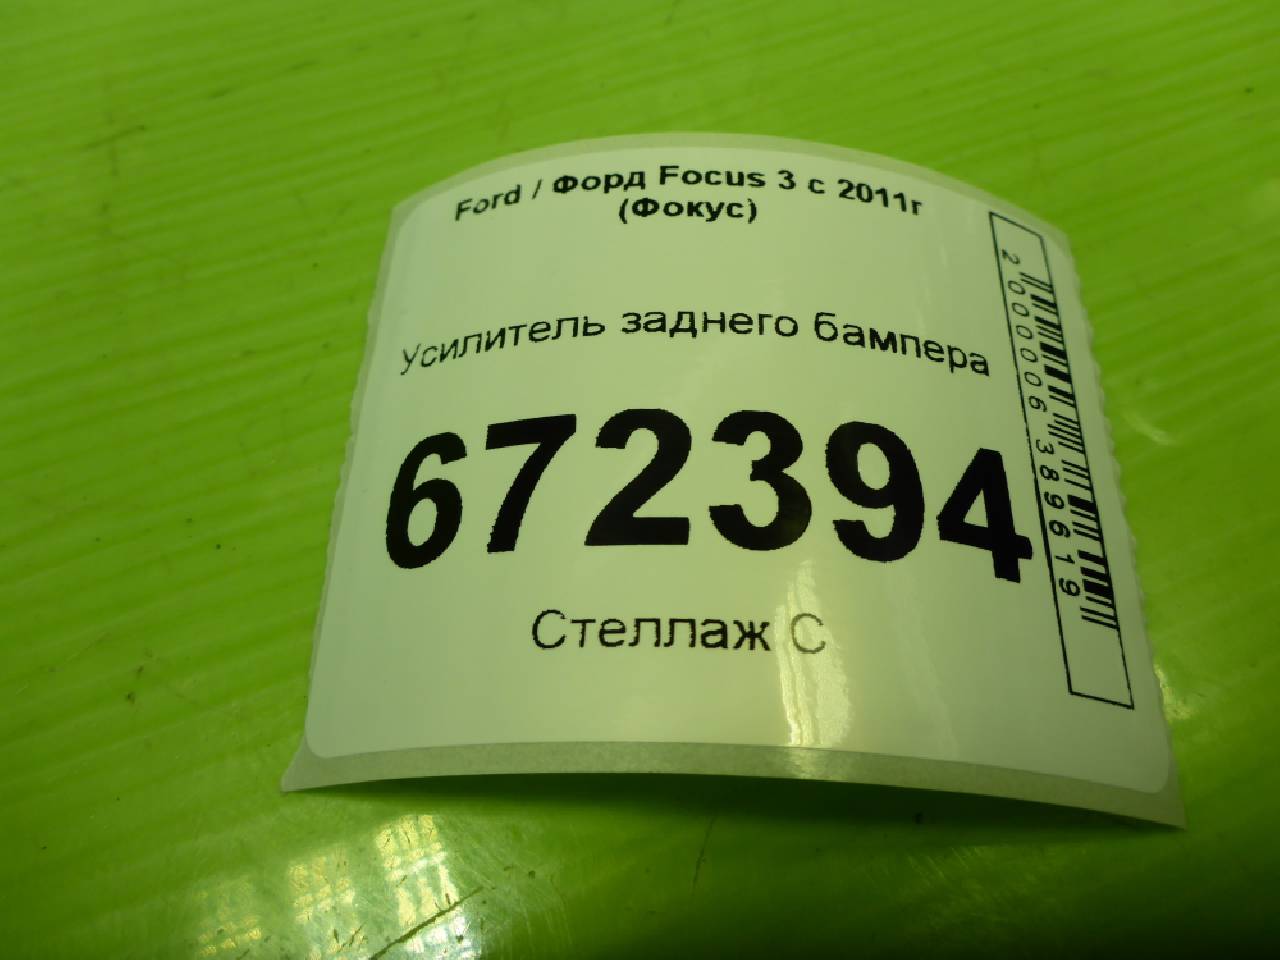 Ford / Форд Focus 3 с 2011г
(Фокус)
Усилитель заднего бампера
672394
Стеллаж С
2000006389619